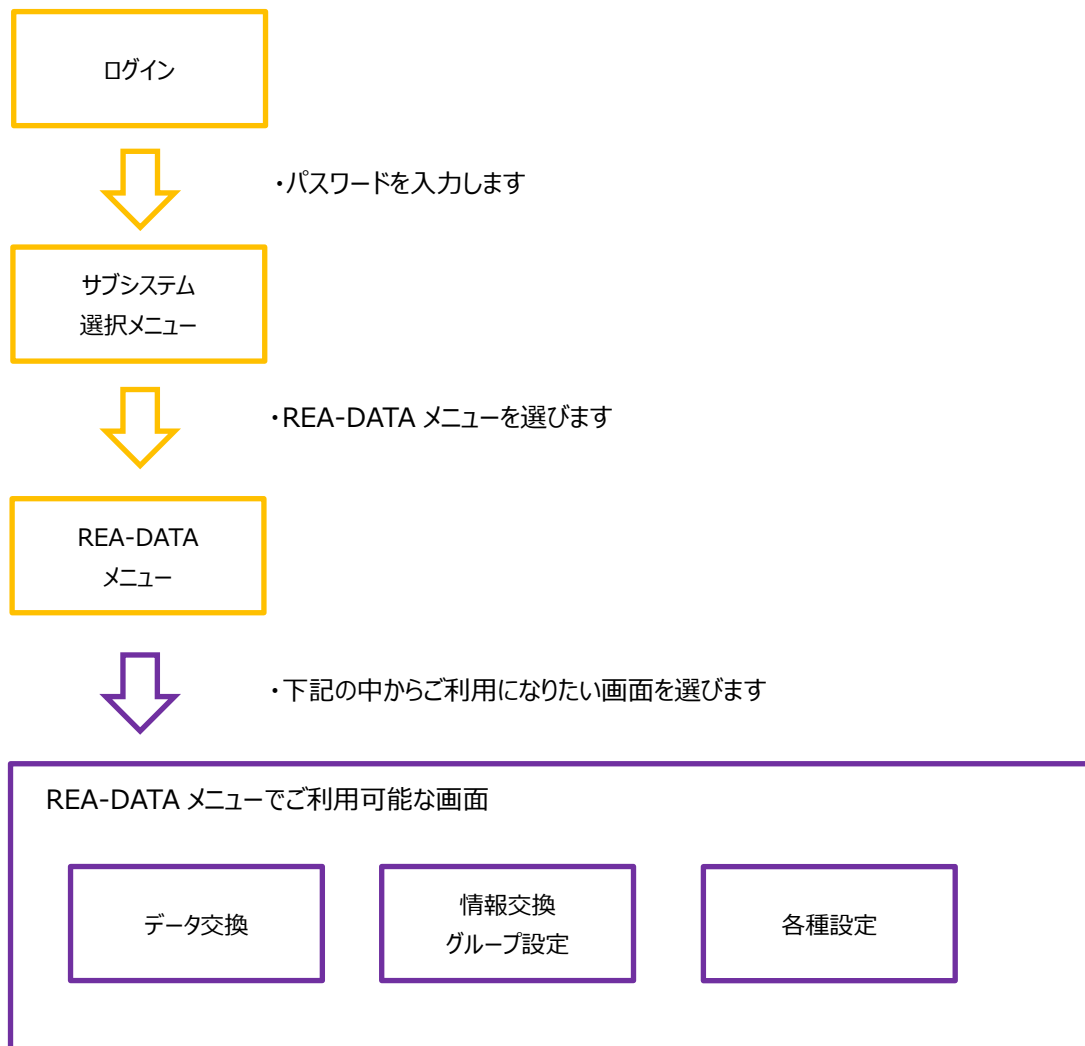 ログイン
・パスワードを入力します
サブシステム
選択メニュー
・REA-DATA メニューを選びます
REA-DATA
メニュー
・下記の中からご利用になりたい画面を選びます
REA-DATA メニューでご利用可能な画面
データ交換
情報交換
グループ設定
各種設定